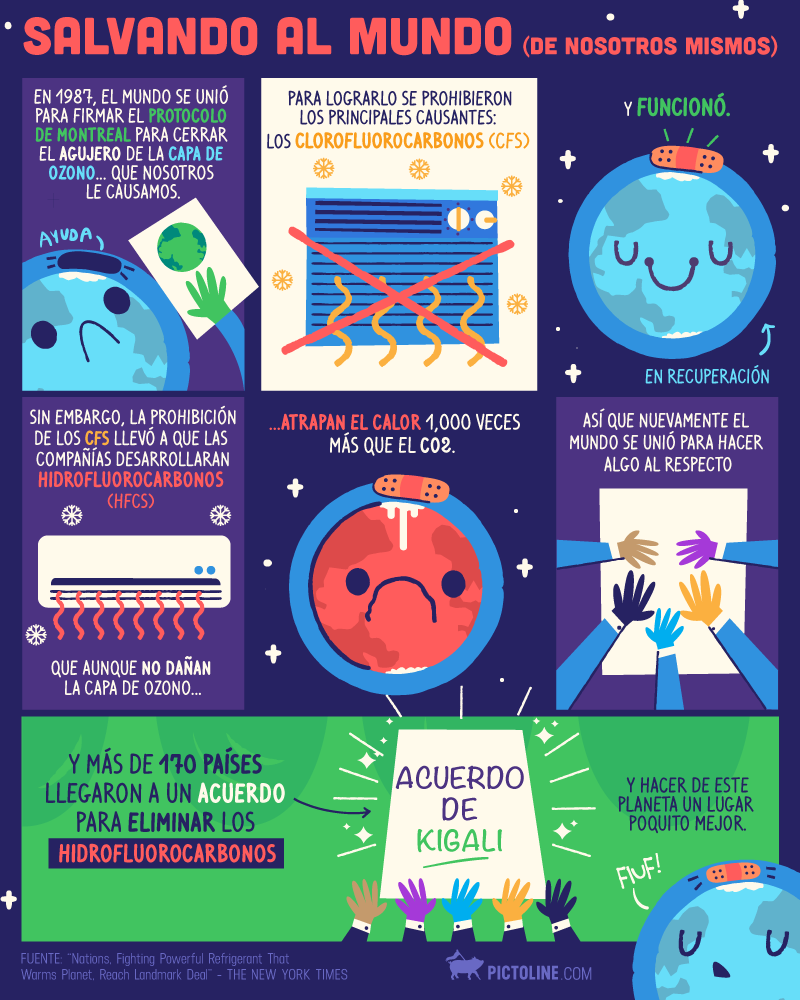 SALVANDO AL MUNDO (DE NOSOTROS MISMOS)
EN 1987, EL MUNDO SE UNIÓ
PARA FIRMAR EL PROTOCOLO
DE MONTREAL PARA CERRAR
EL AGUJERO DE LA CAPA DE
OZONO... QUE NOSOTROS
LE CAUSAMOS.
AYUDA
PARA LOGRARLO SE PROHIBIERON
LOS PRINCIPALES CAUSANTES:
LOS CLOROFLUOROCARBONOS (CFS)
Y FUNCIONÓ.
EN RECUPERACIÓN
SIN EMBARGO, LA PROHIBICIÓN
DE LOS CFS LLEVÓ A QUE LAS
COMPAÑÍAS DESARROLLARAN
HIDROFLUOROCARBONOS
(HFCS)
QUE AUNQUE NO DAÑAN
LA CAPA DE OZONO...
...ATRAPAN EL CALOR 1,000 VECES
MÁS QUE EL CO2.
ASÍ QUE NUEVAMENTE EL
MUNDO SE UNIÓ PARA HACER
ALGO AL RESPECTO
Y MÁS DE 170 PAÍSES
LLEGARON A UN ACUERDO
PARA ELIMINAR LOS
HIDROFLUOROCARBONOS
ACUERDO
DE
KIGALI
Y HACER DE ESTE
PLANETA UN LUGAR
POQUITO MEJOR.
FIUF!
FUENTE: "Nations, Fighting Powerful Refrigerant That
Warms Planet, Reach Landmark Deal" - THE NEW YORK TIMES
PICTOLINE.COM